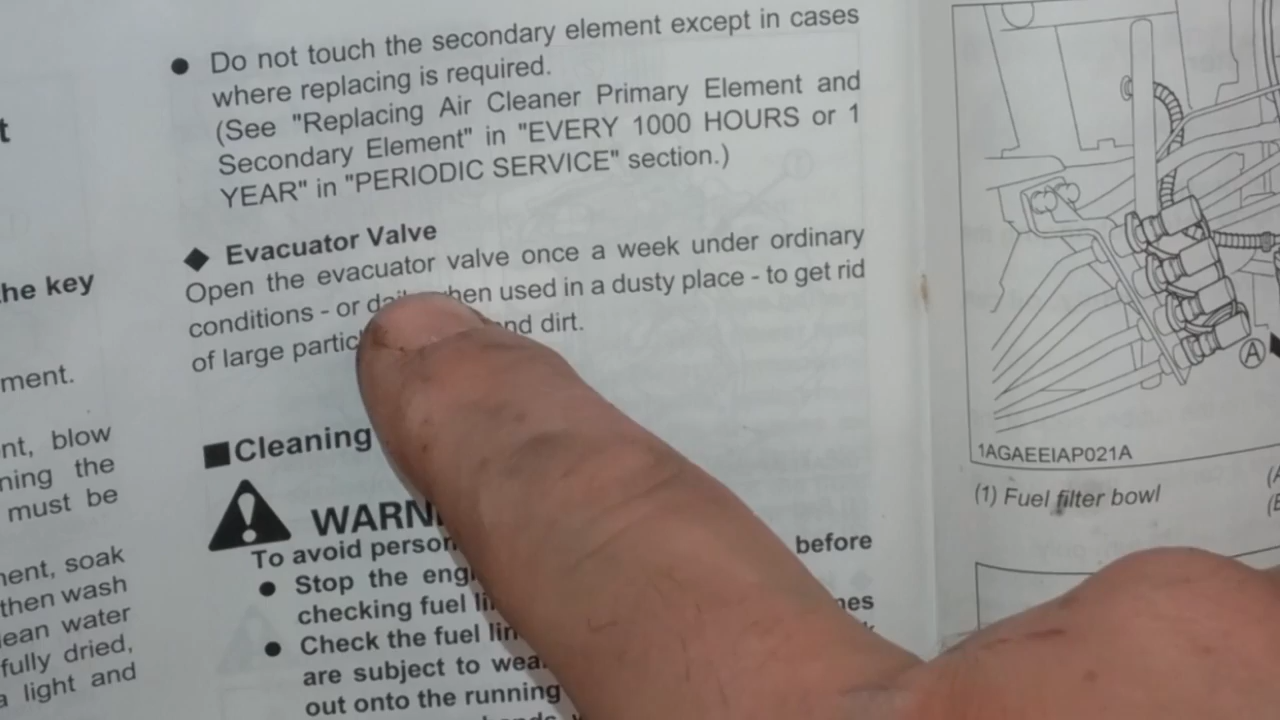 t
he key
ment.
nt, blow
ning the
must be
ment, soak
then wash
lean water
fully dried,
a light and
● Do not touch the secondary element except in cases
where replacing is required.
(See "Replacing Air Cleaner Primary Element and
Secondary Element" in "EVERY 1000 HOURS or 1
YEAR" in "PERIODIC SERVICE" section.)
◆ Evacuator Valve
Open the evacuator valve once a week under ordinary
conditions - or when used in a dusty place - to get rid
of large partic nd dirt.
■Cleaning
WARN
To avoid person before
● Stop the eng
checking fuel li nes
● Check the fuel lin
are subject to wea
out onto the running
A
1AGAEEIAP021A
(1) Fuel filter bowl